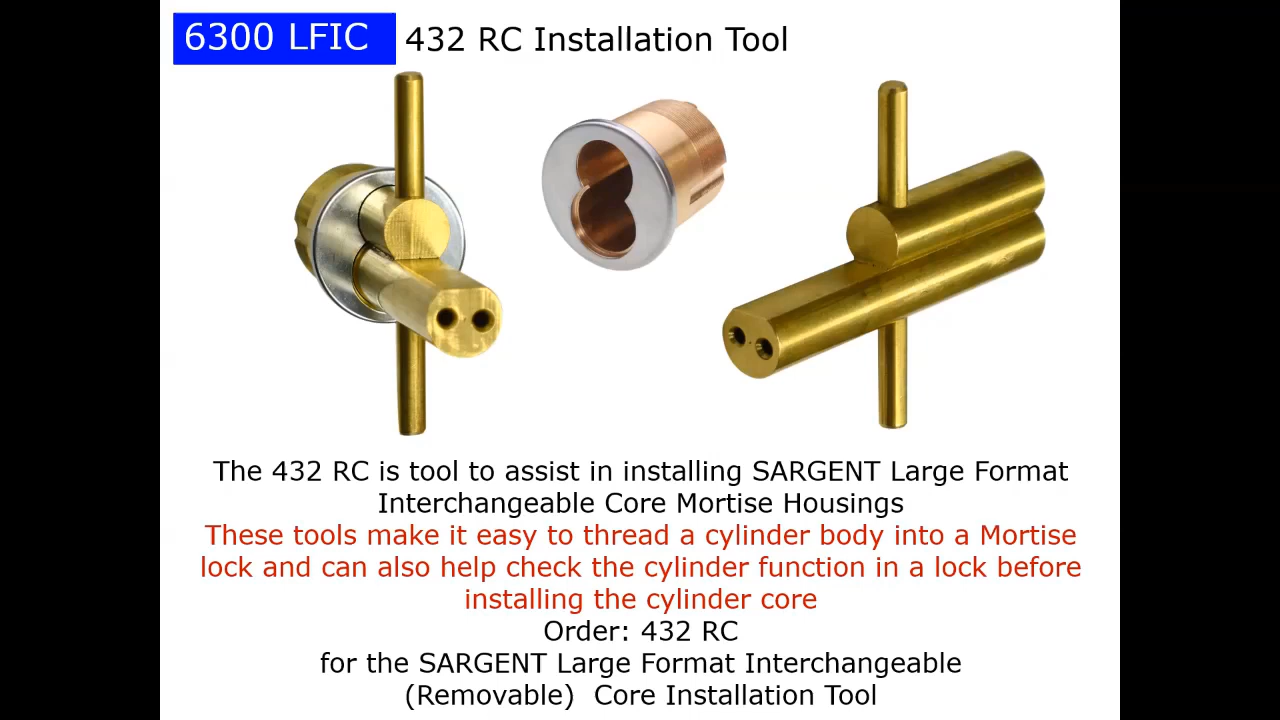 6300 LFIC 432 RC Installation Tool
The 432 RC is tool to assist in installing SARGENT Large Format
Interchangeable Core Mortise Housings
These tools make it easy to thread a cylinder body into a Mortise
lock and can also help check the cylinder function in a lock before
installing the cylinder core
Order: 432 RC
for the SARGENT Large Format Interchangeable
(Removable)  Core Installation Tool